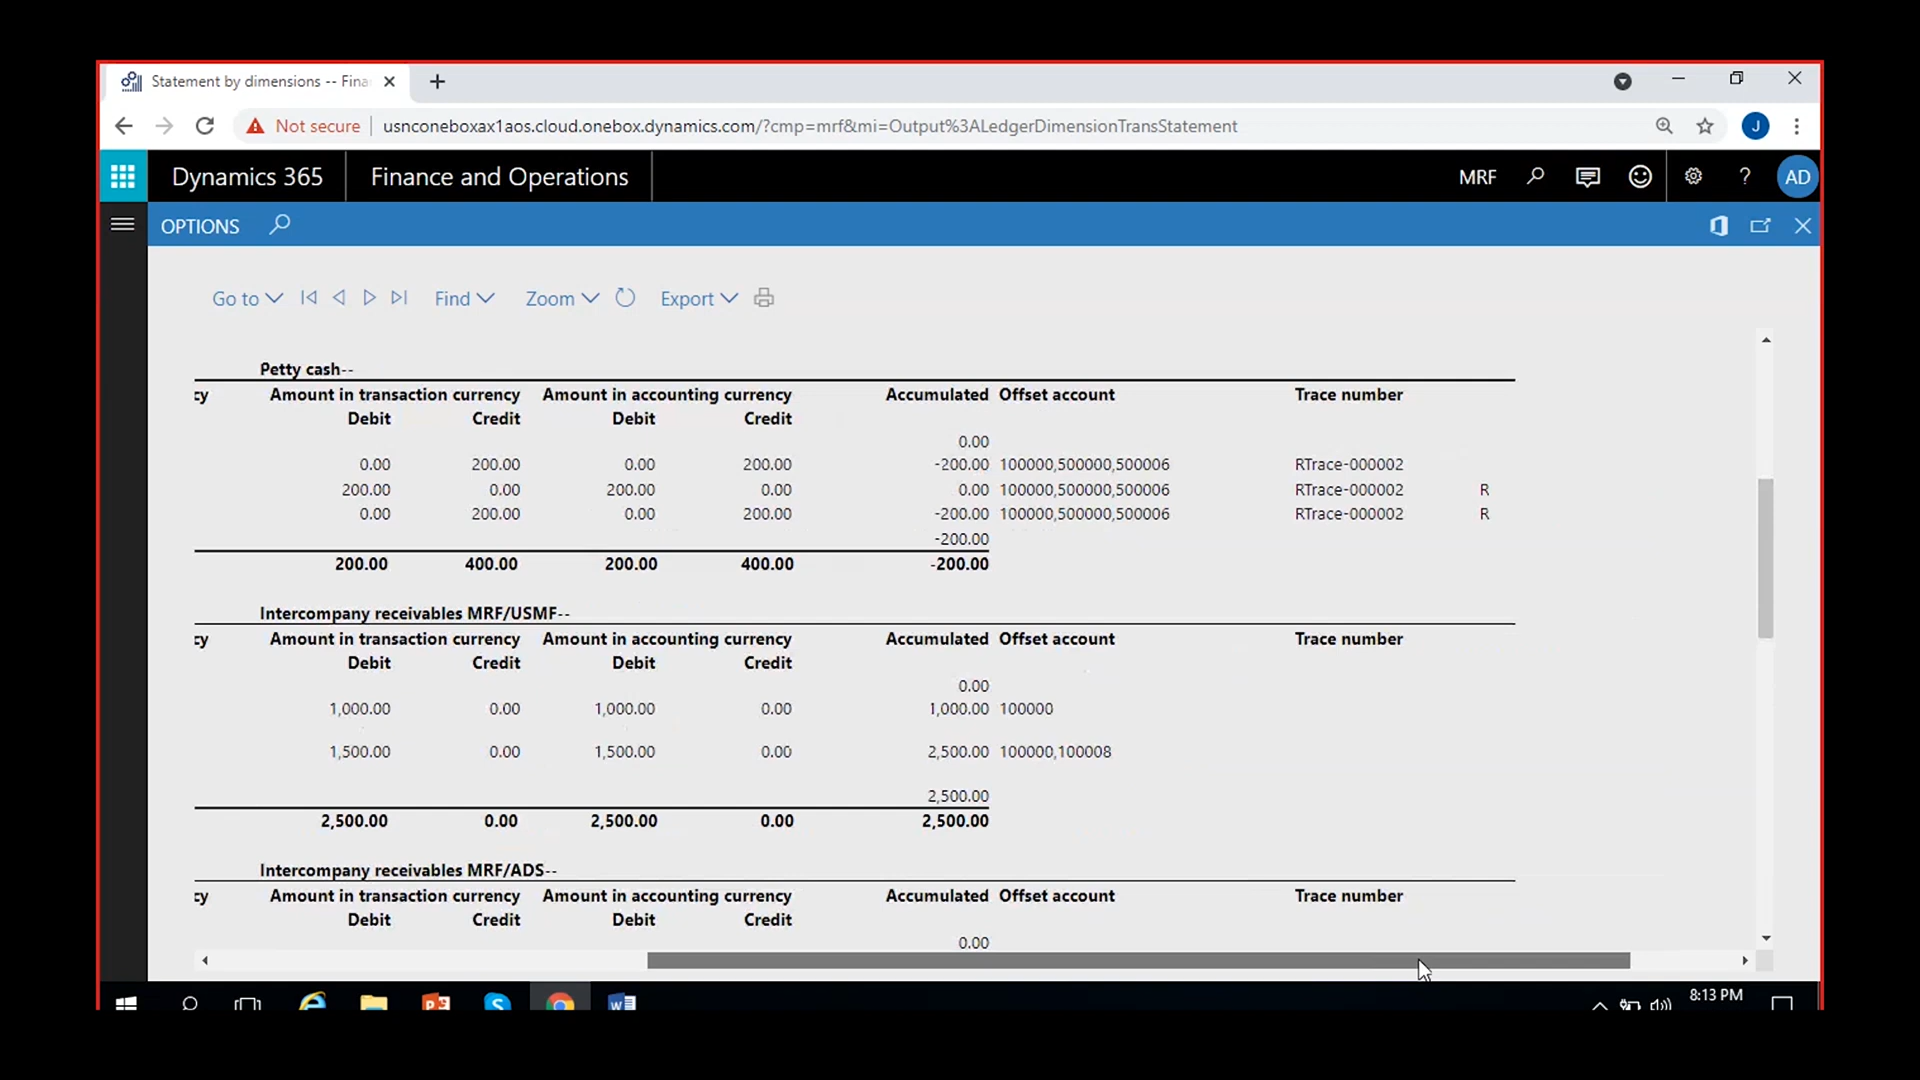 Statement by dimensions -- Fina
Not secure usnconeboxax1aos.cloud.onebox.dynamics.com/?cmp=mrf&mi=Output%3ALedgerDimensionTransStatement J
Dynamics 365 Finance and Operations MRF ? AD
OPTIONS
Go to Find Zoom Export
Petty cash--
cy Amount in transaction currency Amount in accounting currency Accumulated Offset account Trace number
Debit Credit Debit Credit
0.00
0.00 200.00 0.00 200.00 -200.00 100000,500000,500006 RTrace-000002
200.00 0.00 200.00 0.00 0.00 100000,500000,500006 RTrace-000002 R
0.00 200.00 0.00 200.00 -200.00 100000,500000,500006 RTrace-000002 R
-200.00
200.00 400.00 200.00 400.00 -200.00
Intercompany receivables MRF/USMF--
cy Amount in transaction currency Amount in accounting currency Accumulated Offset account Trace number
Debit Credit Debit Credit
0.00
1,000.00 0.00 1,000.00 0.00 1,000.00 100000
1,500.00 0.00 1,500.00 0.00 2,500.00 100000,100008
2,500.00
2,500.00 0.00 2,500.00 0.00 2,500.00
Intercompany receivables MRF/ADS--
cy Amount in transaction currency Amount in accounting currency Accumulated Offset account Trace number
Debit Credit Debit Credit
0.00
8:13 PM